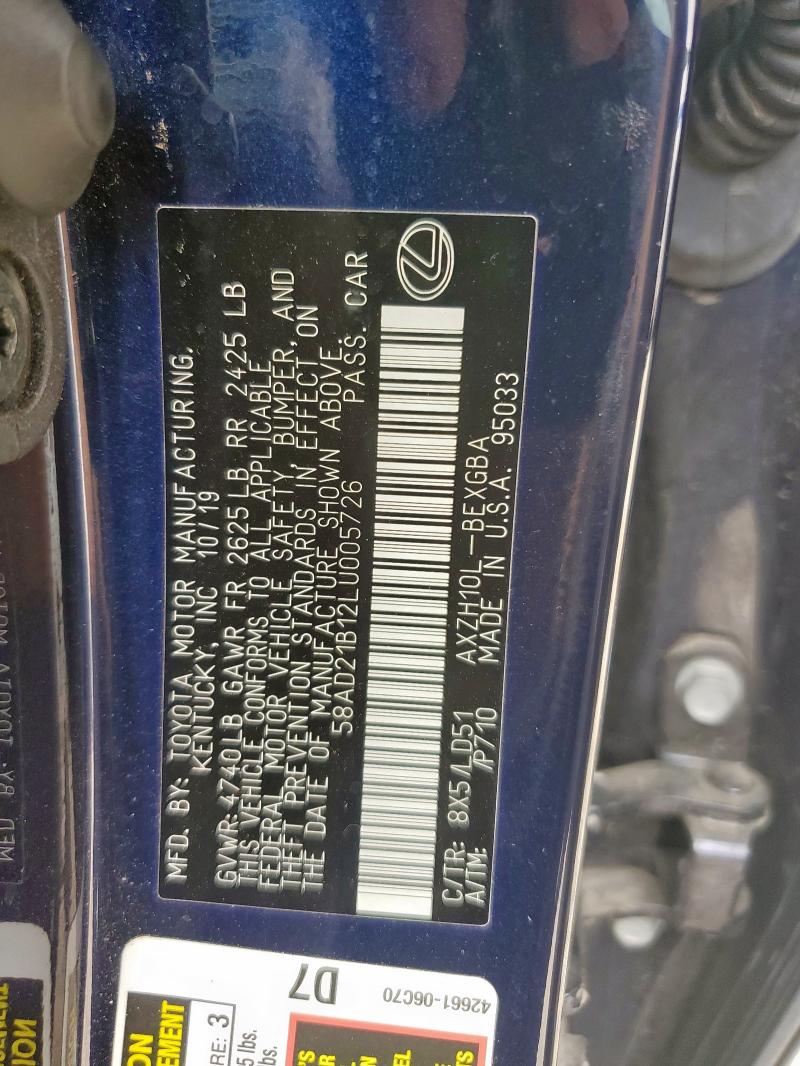 MFD. BY: TOYOTA MOTOR MANUFACTURING.
KENTUCKY, INC 10/19
GVWR: 4740LB GAWR FR 2625 LB RR 2425 LB
THIS VEHICLE CONFORMS TO ALL APPLICABLE
FEDERAL MOTOR VEHICLE SAFETY, BUMPER, AND
THEFT PREVENTION STANDARDS IN EFFECT ON
THE DATE OF MANUFACTURE SHOWN ABOVE.
58AD21B12LU005726 PASS. CAR
C/TR: 8X5/LD51 AXZH10L-BEXGBA
A/TM: /P710 MADE IN U.S.A. 95033
D7
42661-06C70